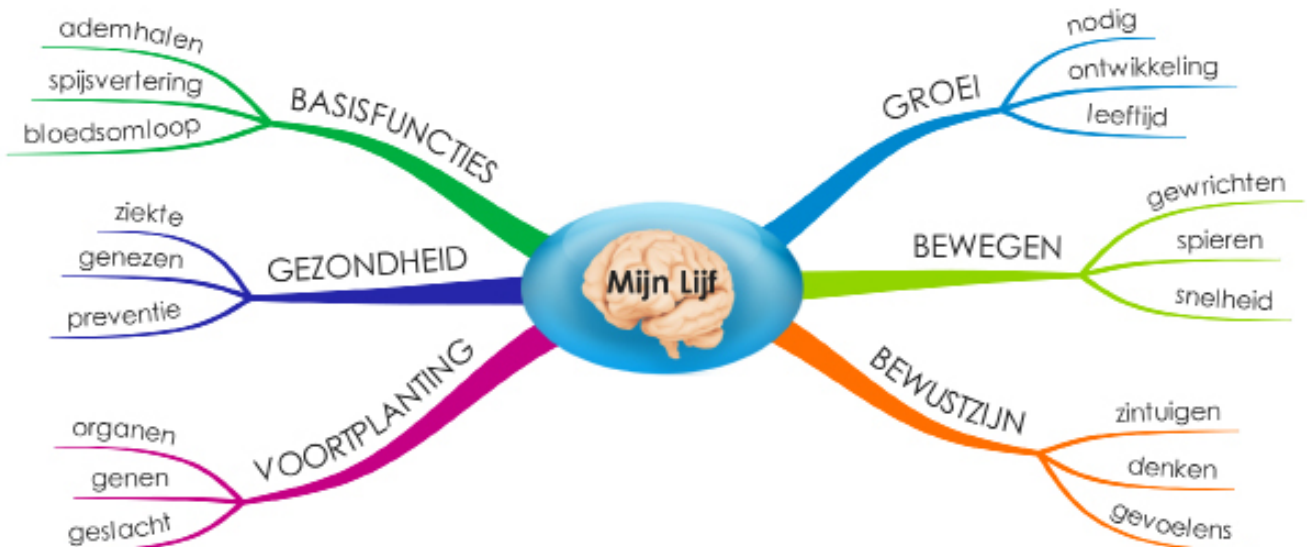 Mijn Lijf
GROEI
nodig
ontwikkeling
leeftijd
BEWEGEN
gewrichten
spieren
snelheid
BEWUSTZIJN
zintuigen
denken
gevoelens
VOORTPLANTING
organen
genen
geslacht
GEZONDHEID
ziekte
genezen
preventie
BASISFUNCTIES
ademhalen
spijsvertering
bloedsomloop